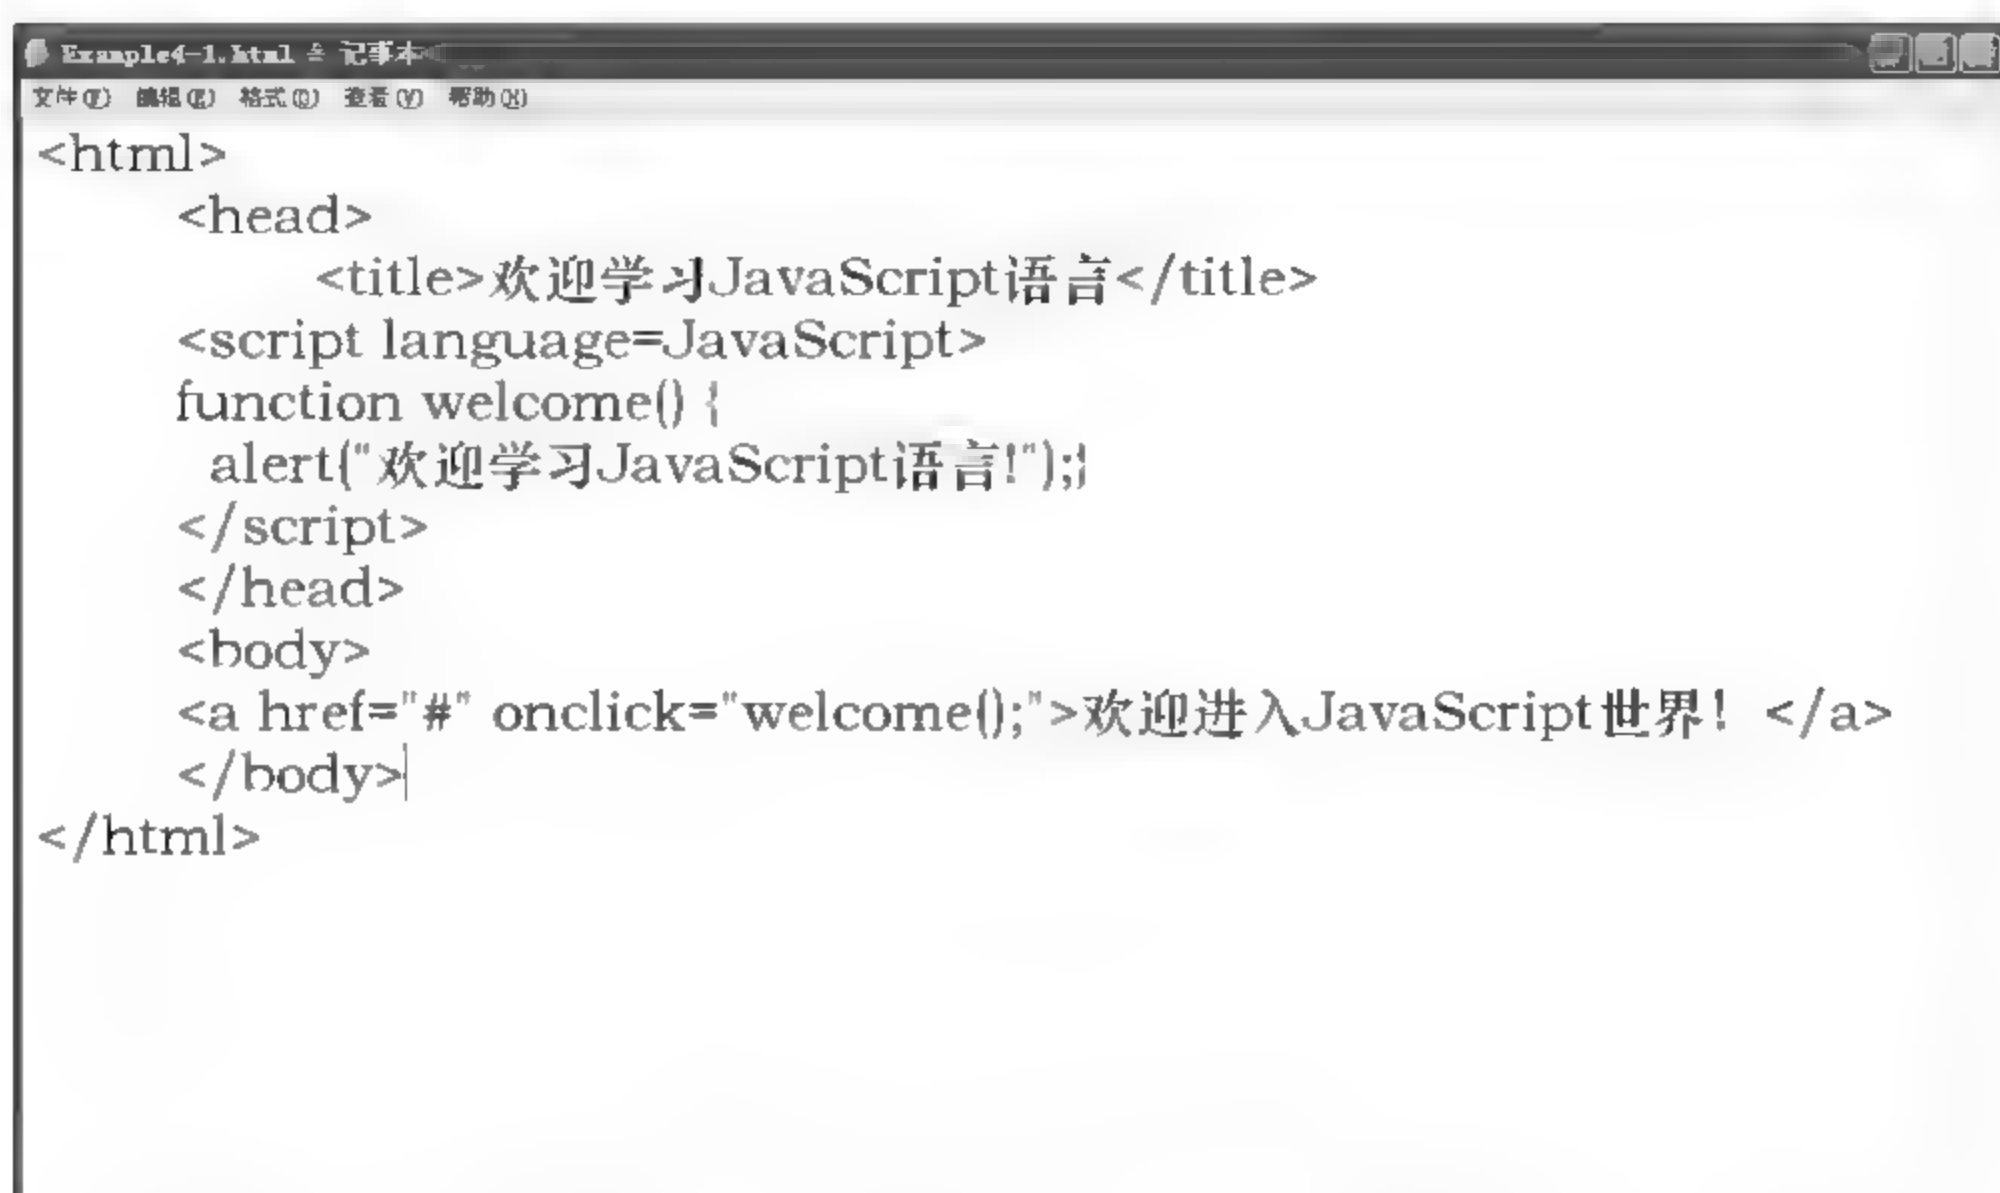 Example4-1.html - 记事本
文件(F) 编辑(E) 格式(O) 查看(V) 帮助(H)
<html>
<head>
<title>欢迎学习JavaScript语言</title>
<script language=JavaScript>
function welcome() {
alert("欢迎学习JavaScript语言!");}
</script>
</head>
<body>
<a href="#" onclick="welcome();">欢迎进入JavaScript世界！</a>
</body>
</html>